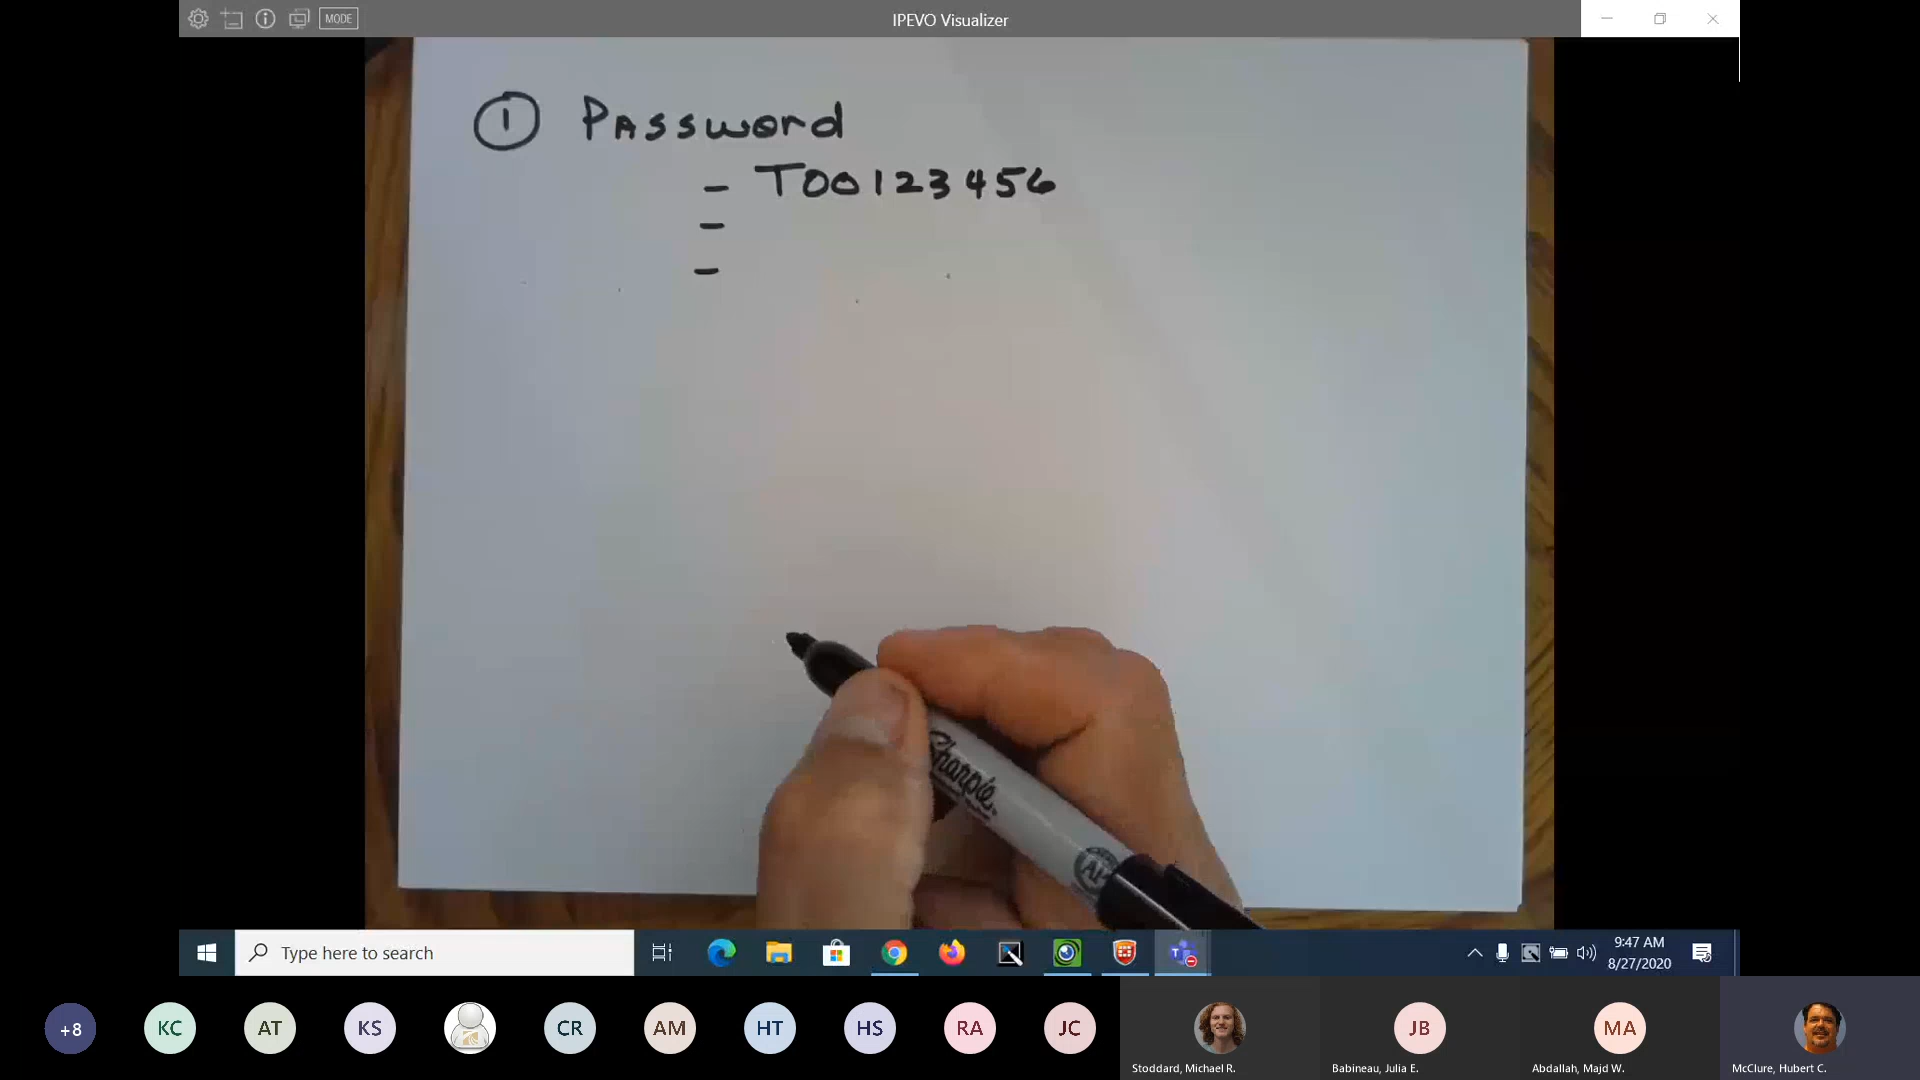 MODE
IPEVO Visualizer
① Password
- T00123456
-
-
Sharpie
AP
Type here to search
9:47 AM
8/27/2020
+8
KC
AT
KS
CR
AM
HT
HS
RA
JC
JB
MA
Stoddard, Michael R.
Babineau, Julia E.
Abdallah, Majd W.
McClure, Hubert C.